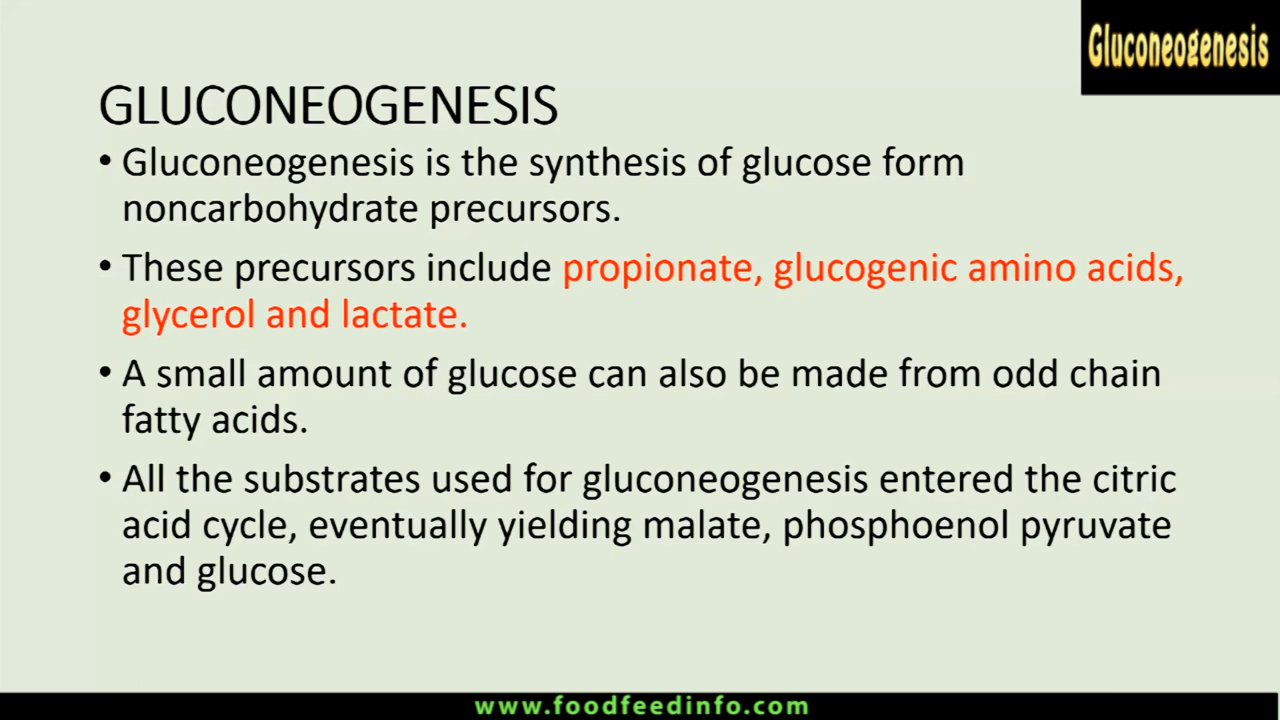 Gluconeogenesis
GLUCONEOGENESIS
• Gluconeogenesis is the synthesis of glucose form
noncarbohydrate precursors.
• These precursors include propionate, glucogenic amino acids,
glycerol and lactate.
• A small amount of glucose can also be made from odd chain
fatty acids.
• All the substrates used for gluconeogenesis entered the citric
acid cycle, eventually yielding malate, phosphoenol pyruvate
and glucose.
www.foodfeedinfo.com